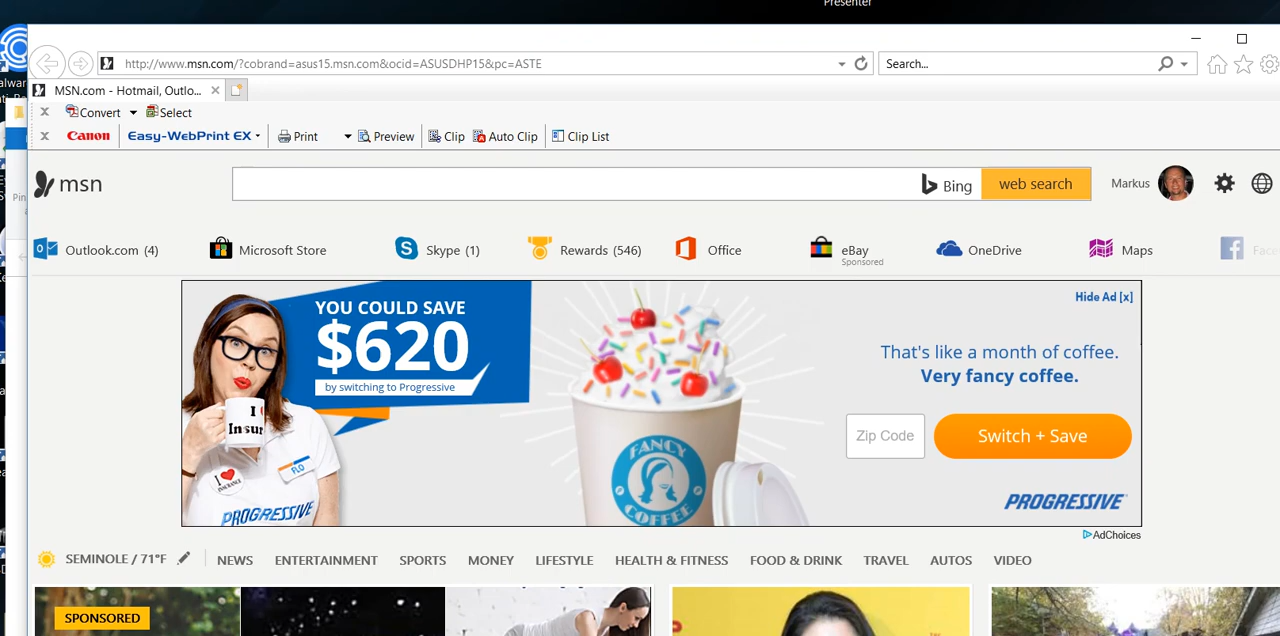 Presenter
http://www.msn.com/?cobrand=asus15.msn.com&ocid=ASUSDHP15&pc=ASTE
Search...
MSN.com - Hotmail, Outlo...
Convert Select
Canon Easy-WebPrint EX Print Preview Clip Auto Clip Clip List
msn
Bing
web search
Markus
Outlook.com (4)
Microsoft Store
Skype (1)
Rewards (546)
Office
eBay
Sponsored
OneDrive
Maps
YOU COULD SAVE
$620
by switching to Progressive
Hide Ad [x]
That's like a month of coffee.
Very fancy coffee.
Zip Code
Switch + Save
PROGRESSIVE
FANCY
COFFEE
FLO
PROGRESSIVE
AdChoices
SEMINOLE / 71°F NEWS ENTERTAINMENT SPORTS MONEY LIFESTYLE HEALTH & FITNESS FOOD & DRINK TRAVEL AUTOS VIDEO
SPONSORED